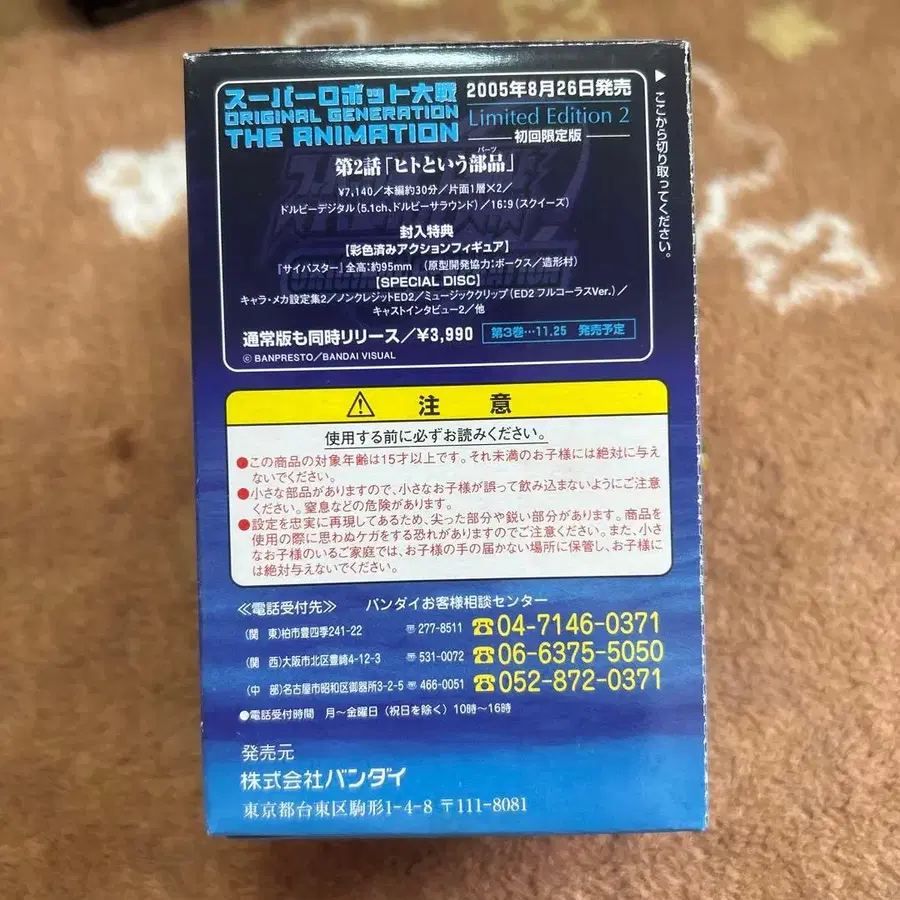 スーパーロボット大戦
ORIGINAL GENERATION
THE ANIMATION
2005年8月26日発売
Limited Edition 2
初回限定版
パーツ
第2話「ヒトという部品」
¥7,140/本編約30分/片面1層×2/
ドルビーデジタル(5.1ch、ドルビーサラウンド)/16:9(スクイーズ)
封入特典
【彩色済みアクションフィギュア】
『サイバスター』全高:約95mm (原型開発協力:ボークス/造形村)
【SPECIAL DISC】
キャラ・メカ設定集2/ノンクレジットED2/ミュージッククリップ(ED2 フルコーラスVer.)/
キャストインタビュー2/他
通常版も同時リリース/¥3,990
第3巻…11.25 発売予定
© BANPRESTO/BANDAI VISUAL
▶ここから切り取ってください。
⚠ 注意
使用する前に必ずお読みください。
●この商品の対象年齢は15才以上です。それ未満のお子様には絶対に与え
ないでください。
●小さな部品がありますので、小さなお子様が誤って飲み込まないようにご注意
ください。窒息などの危険があります。
●設定を忠実に再現してあるため、尖った部分や鋭い部分があります。商品を
使用の際に思わぬケガをする恐れがありますのでご注意ください。また、小さ
なお子様のいるご家庭では、お子様の手の届かない場所に保管し、お子様に
は絶対与えないでください。
≪電話受付先≫ バンダイお客様相談センター
(関 東)柏市豊四季241-22 〒277-8511 ☎04-7146-0371
(関 西)大阪市北区豊崎4-12-3 〒531-0072 ☎06-6375-5050
(中 部)名古屋市昭和区御器所3-2-5 〒466-0051 ☎052-872-0371
●電話受付時間 月〜金曜日(祝日を除く)10時〜16時
発売元
株式会社バンダイ
東京都台東区駒形1-4-8 〒111-8081